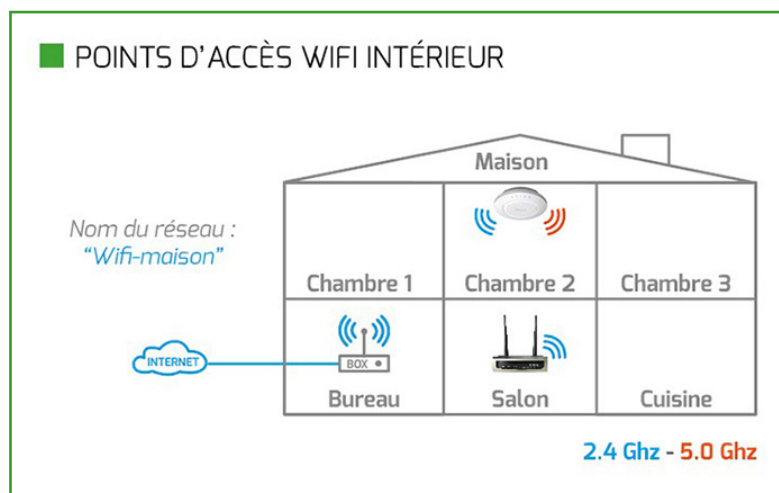 POINTS D'ACCÈS WIFI INTÉRIEUR
Maison
Nom du réseau :
“Wifi-maison”
Chambre 1
Chambre 2
Chambre 3
INTERNET
BOX
Bureau
Salon
Cuisine
2.4 Ghz - 5.0 Ghz